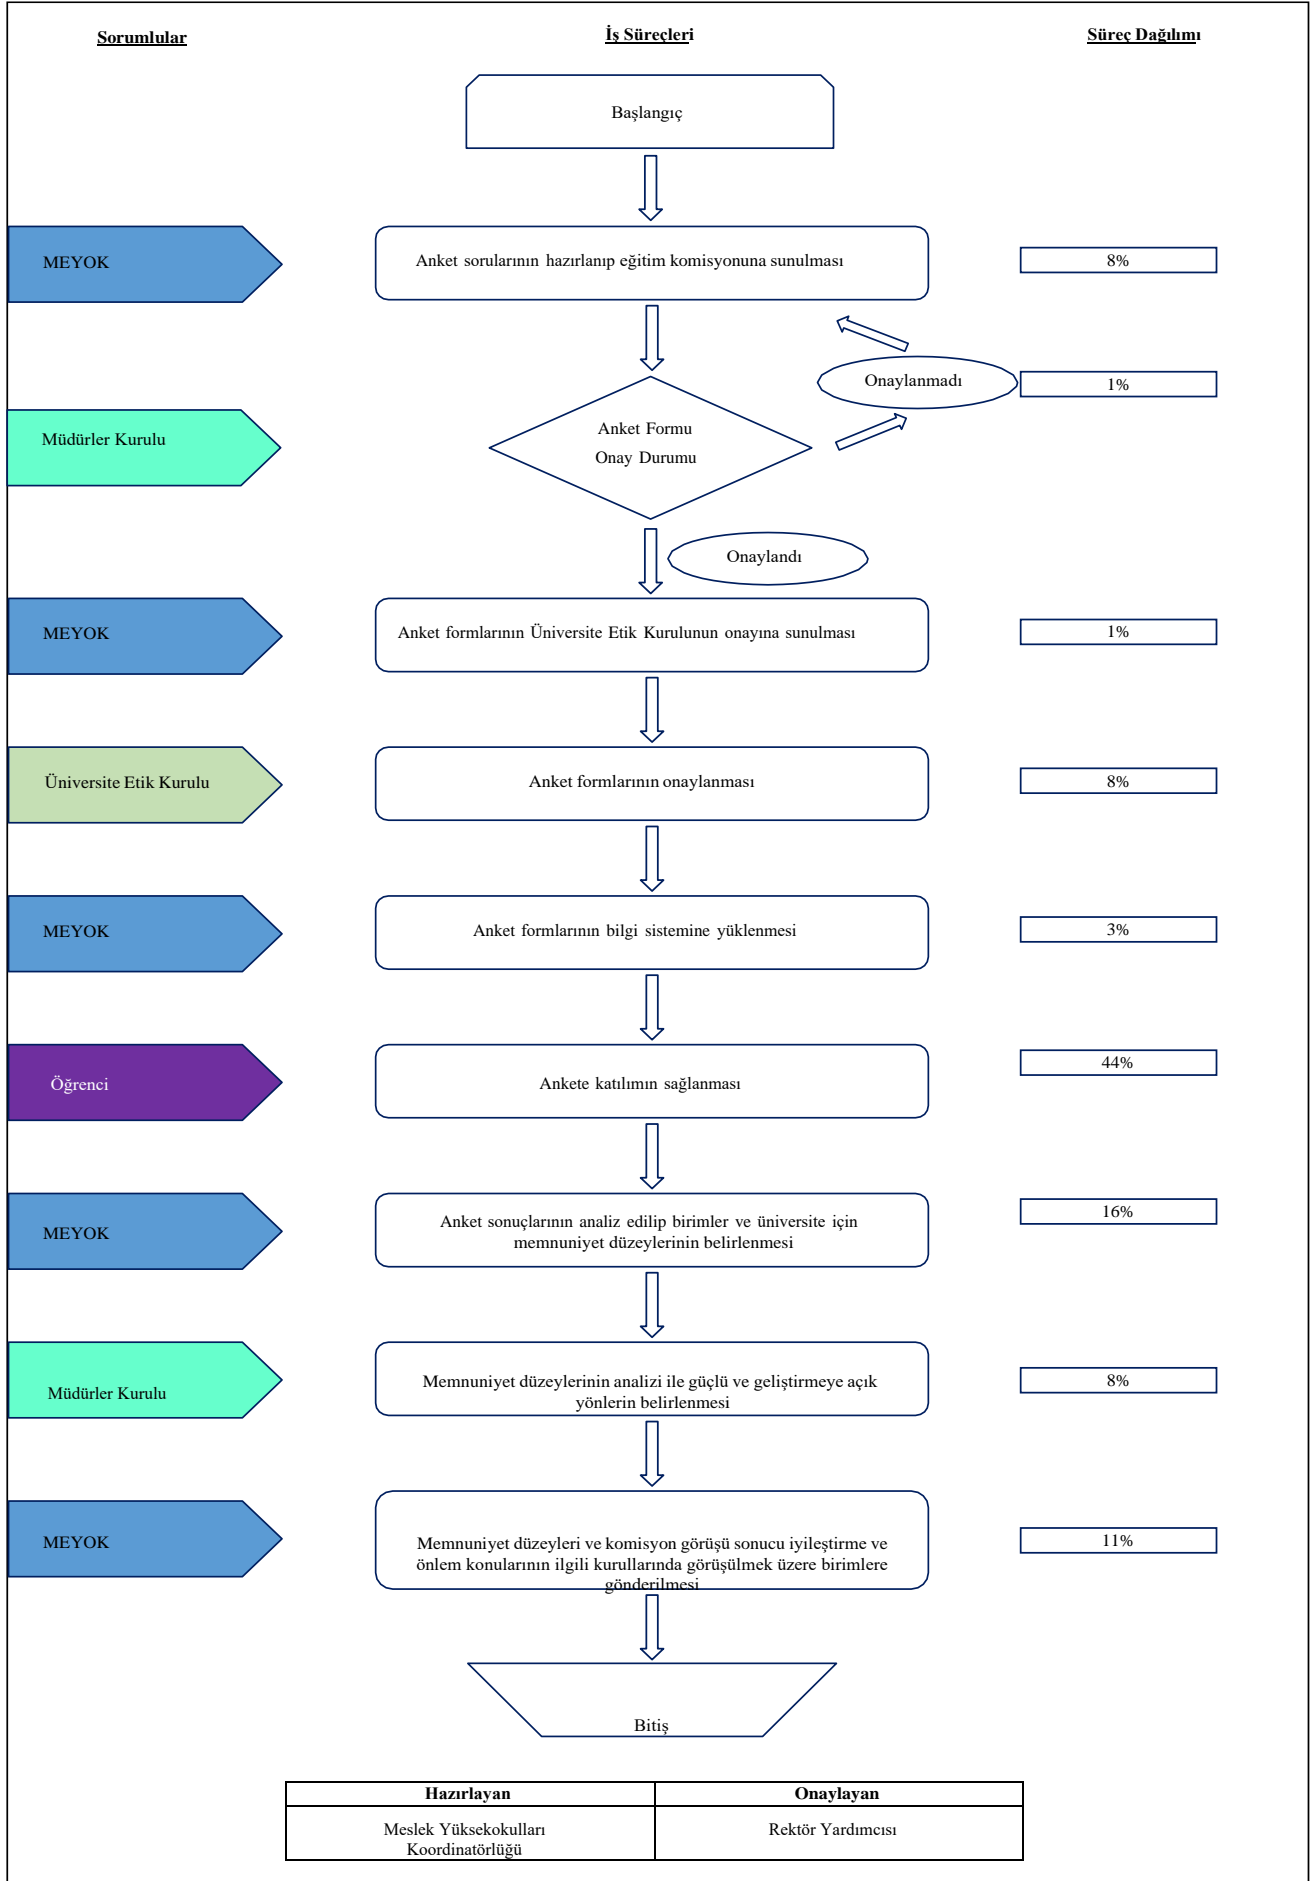 Sorumlular
İş Süreçleri
Süreç Dağılımı
Başlangıç
MEYOK
Anket sorularının hazırlanıp eğitim komisyonuna sunulması
8%
Onaylanmadı
1%
Müdürler Kurulu
Anket Formu
Onay Durumu
Onaylandı
MEYOK
Anket formlarının Üniversite Etik Kurulunun onayına sunulması
1%
Üniversite Etik Kurulu
Anket formlarının onaylanması
8%
MEYOK
Anket formlarının bilgi sistemine yüklenmesi
3%
Öğrenci
Ankete katılımın sağlanması
44%
MEYOK
Anket sonuçlarının analiz edilip birimler ve üniversite için
memnuniyet düzeylerinin belirlenmesi
16%
Müdürler Kurulu
Memnuniyet düzeylerinin analizi ile güçlü ve geliştirmeye açık
yönlerin belirlenmesi
8%
MEYOK
Memnuniyet düzeyleri ve komisyon görüşü sonucu iyileştirme ve
önlem konularının ilgili kurullarında görüşülmek üzere birimlere
gönderilmesi
11%
Bitiş
Hazırlayan
Onaylayan
Meslek Yüksekokulları
Koordinatörlüğü
Rektör Yardımcısı